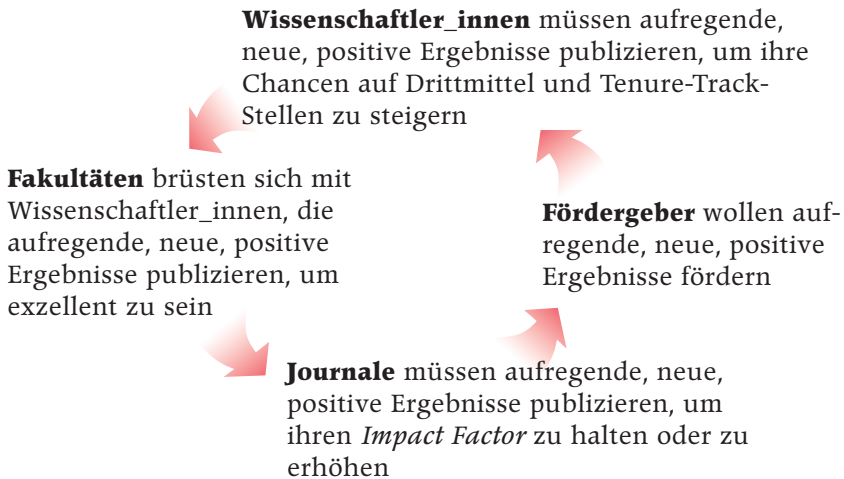 Wissenschaftler_innen müssen aufregende,
neue, positive Ergebnisse publizieren, um ihre
Chancen auf Drittmittel und Tenure-Track-
Stellen zu steigern
Fakultäten brüsten sich mit
Wissenschaftler_innen, die
aufregende, neue, positive
Ergebnisse publizieren, um
exzellent zu sein
Journale müssen aufregende, neue,
positive Ergebnisse publizieren, um
ihren Impact Factor zu halten oder zu
erhöhen
Fördergeber wollen auf-
regende, neue, positive
Ergebnisse fördern